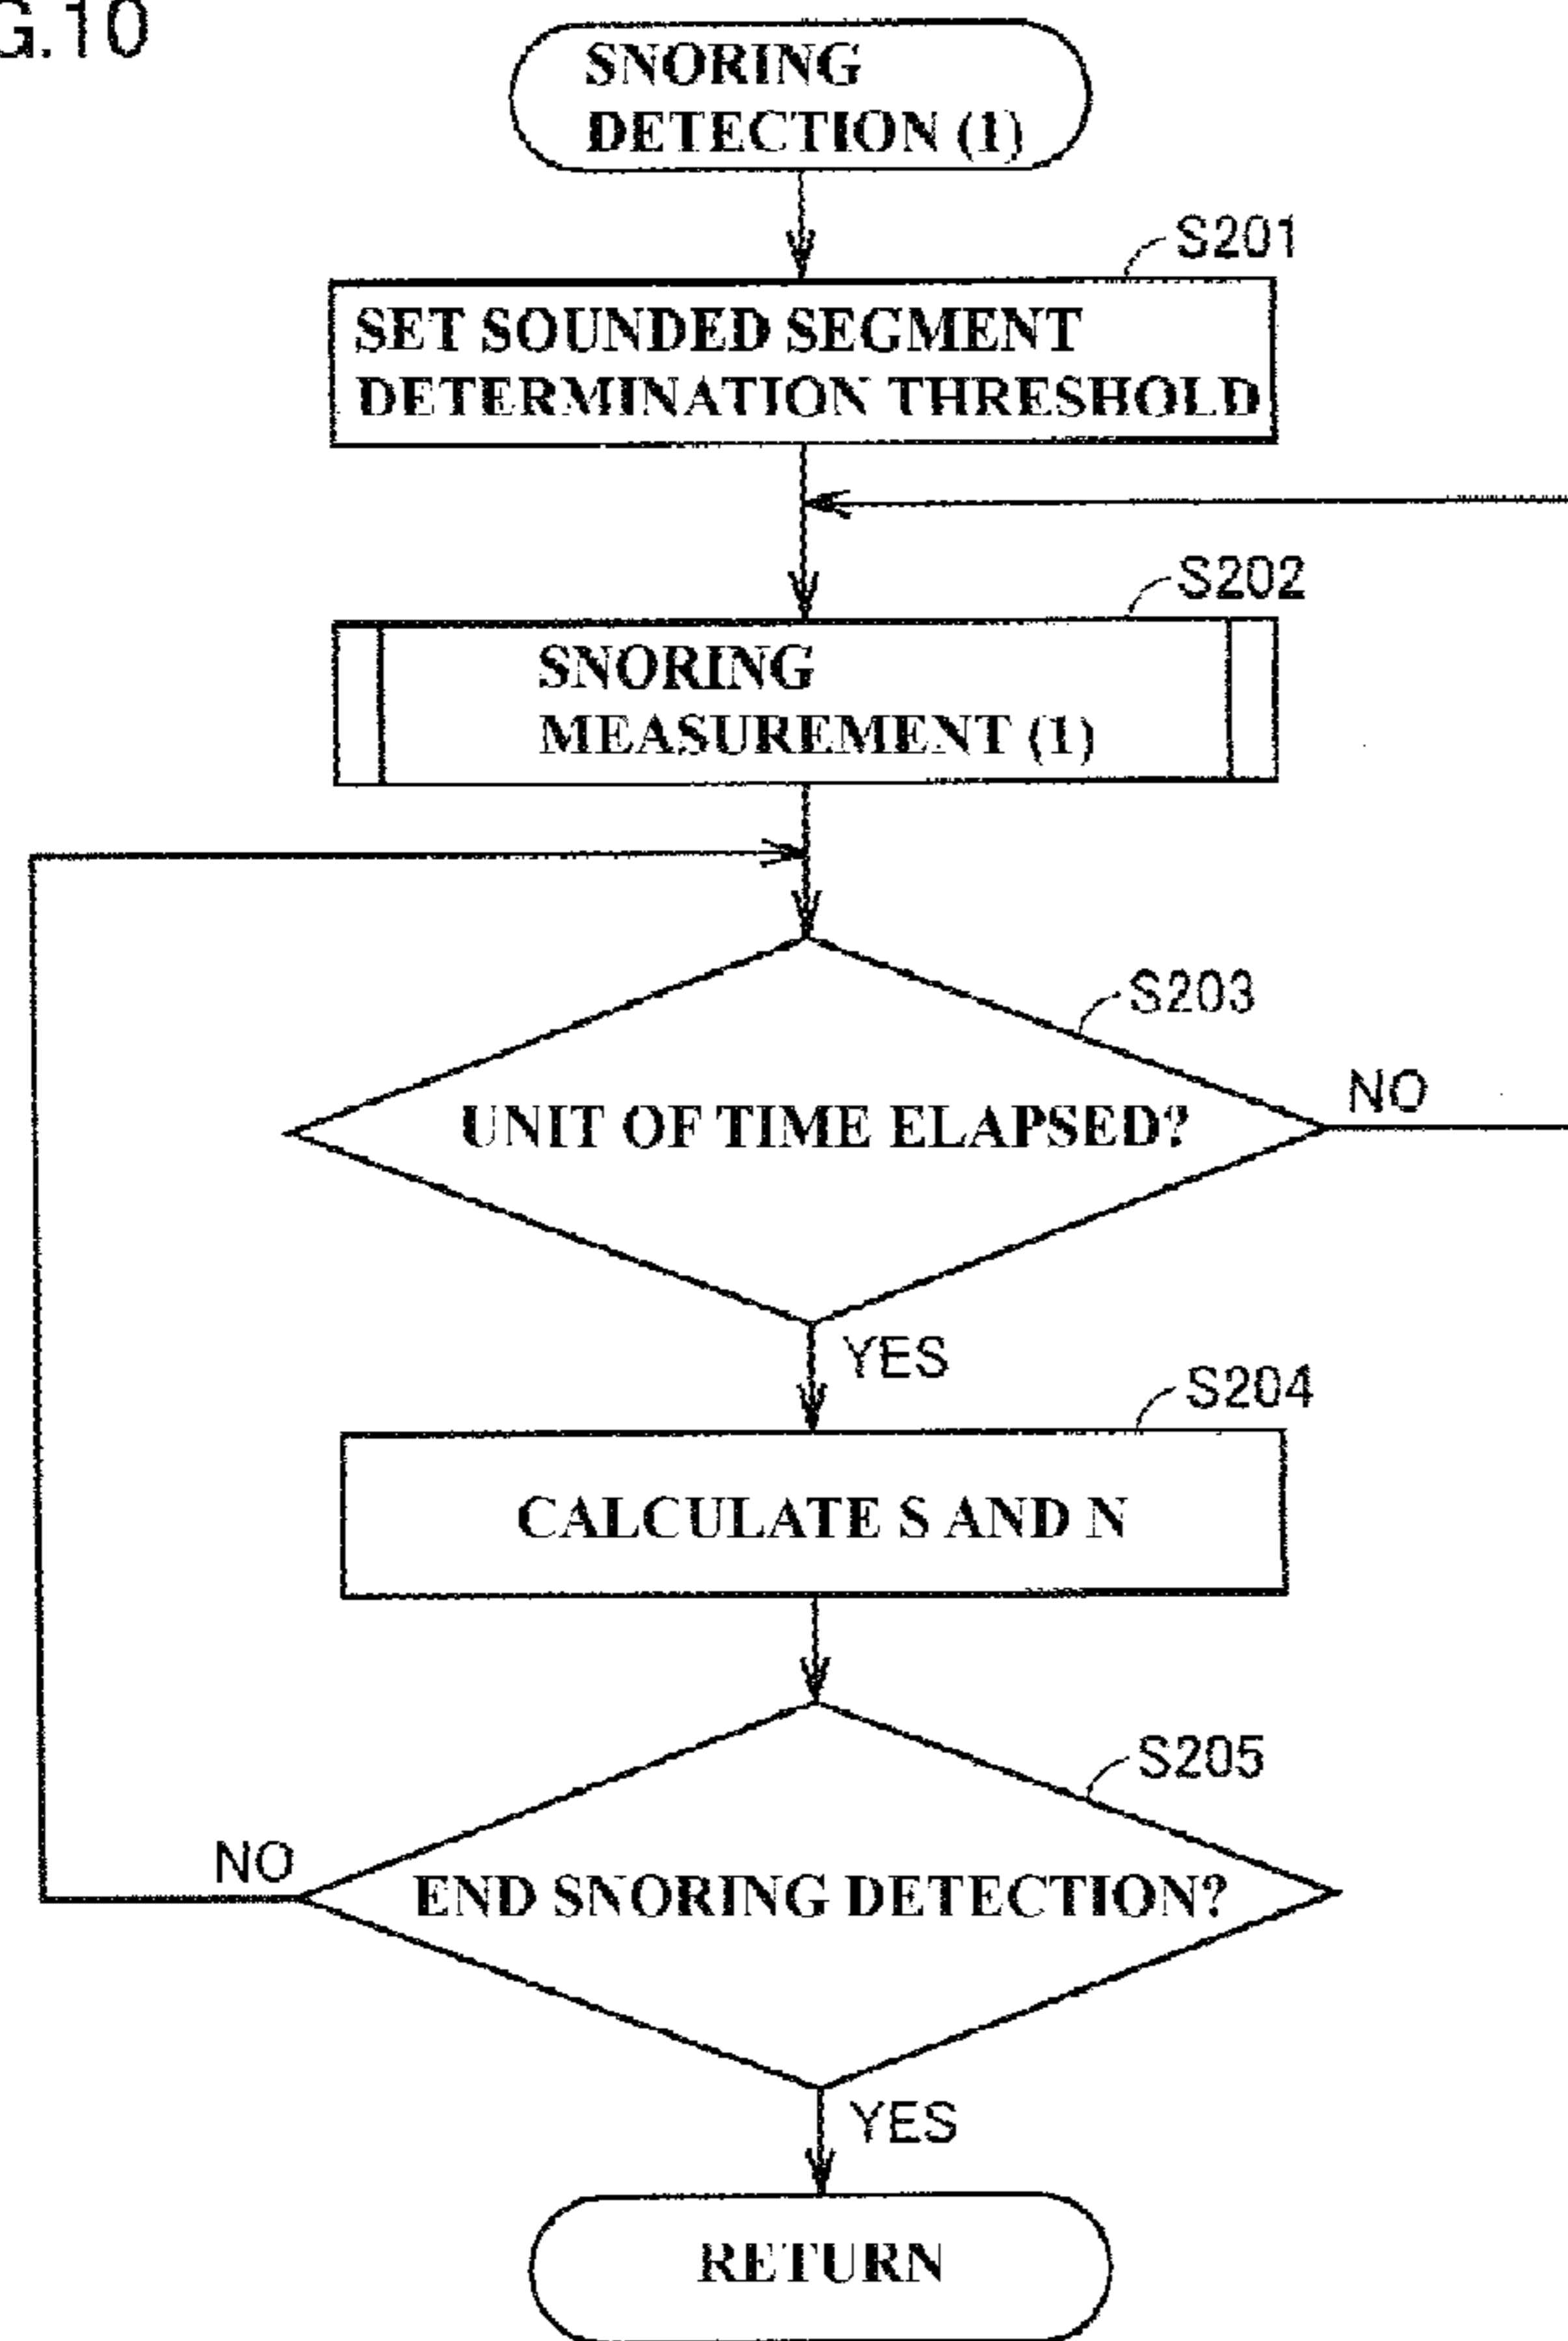 G.10
SNORING
DETECTION (1)
S201
SET SOUNDED SEGMENT
DETERMINATION THRESHOLD
S202
SNORING
MEASUREMENT (1)
S203
UNIT OF TIME ELAPSED?
NO
YES
S204
CALCULATE S AND N
S205
NO
END SNORING DETECTION?
YES
RETURN